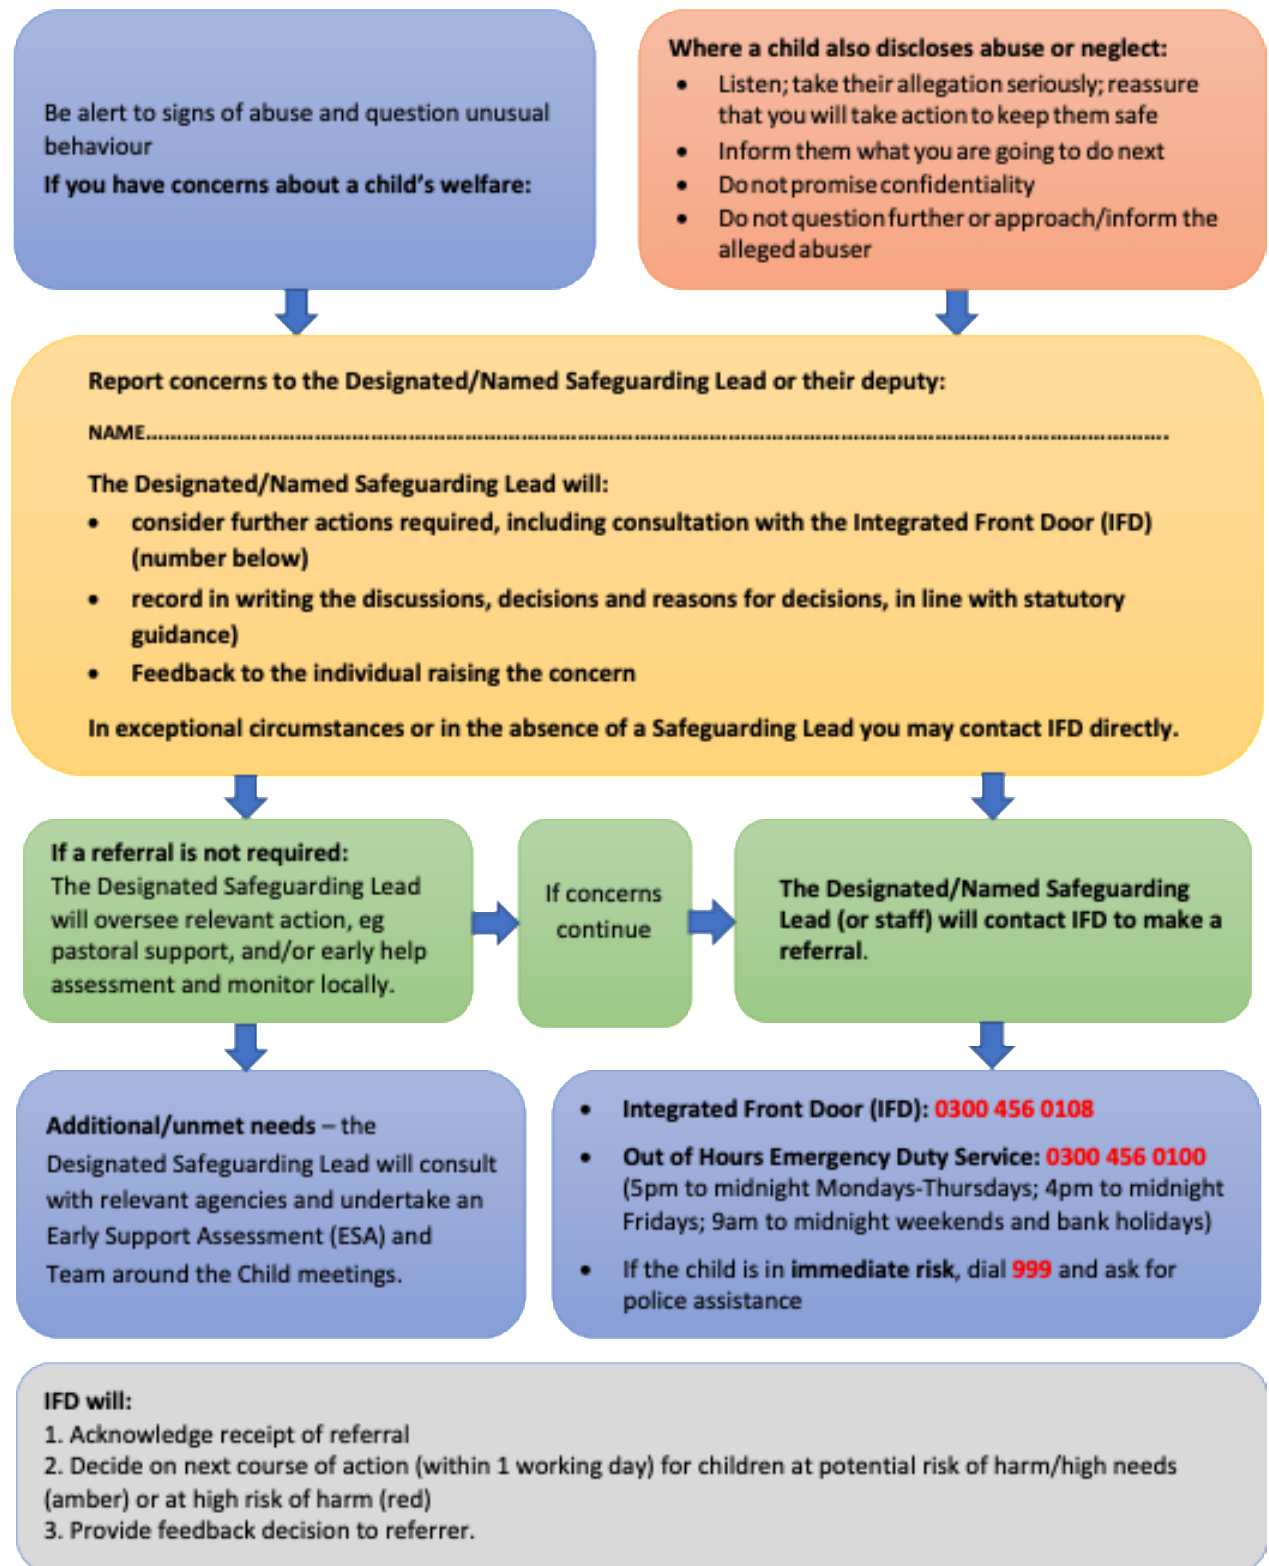 Be alert to signs of abuse and question unusual
behaviour
If you have concerns about a child's welfare:
Where a child also discloses abuse or neglect:
• Listen; take their allegation seriously; reassure
that you will take action to keep them safe
• Inform them what you are going to do next
• Do not promise confidentiality
• Do not question further or approach/inform the
alleged abuser
Report concerns to the Designated/Named Safeguarding Lead or their deputy:
NAME……………………………………………………………………………………………………………………………………………….
The Designated/Named Safeguarding Lead will:
• consider further actions required, including consultation with the Integrated Front Door (IFD)
(number below)
• record in writing the discussions, decisions and reasons for decisions, in line with statutory
guidance)
• Feedback to the individual raising the concern
In exceptional circumstances or in the absence of a Safeguarding Lead you may contact IFD directly.
If a referral is not required:
The Designated Safeguarding Lead
will oversee relevant action, eg
pastoral support, and/or early help
assessment and monitor locally.
If concerns
continue
The Designated/Named Safeguarding
Lead (or staff) will contact IFD to make a
referral.
Additional/unmet needs – the
Designated Safeguarding Lead will consult
with relevant agencies and undertake an
Early Support Assessment (ESA) and
Team around the Child meetings.
• Integrated Front Door (IFD): 0300 456 0108
• Out of Hours Emergency Duty Service: 0300 456 0100
(5pm to midnight Mondays-Thursdays; 4pm to midnight
Fridays; 9am to midnight weekends and bank holidays)
• If the child is in immediate risk, dial 999 and ask for
police assistance
IFD will:
1. Acknowledge receipt of referral
2. Decide on next course of action (within 1 working day) for children at potential risk of harm/high needs
(amber) or at high risk of harm (red)
3. Provide feedback decision to referrer.